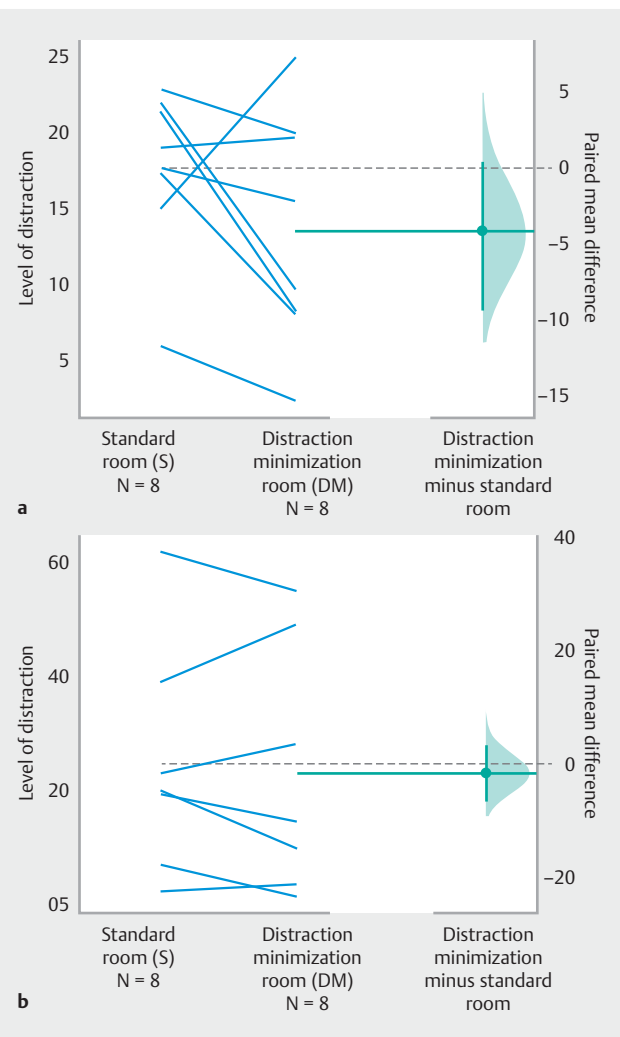 25
20
15
10
5
Level of distraction
5
0
−5
−10
−15
Paired mean difference
Standard
room (S)
N = 8
Distraction
minimization
room (DM)
N = 8
Distraction
minimization
minus standard
room
a
60
40
20
05
Level of distraction
40
20
0
−20
Paired mean difference
Standard
room (S)
N = 8
Distraction
minimization
room (DM)
N = 8
Distraction
minimization
minus standard
room
b